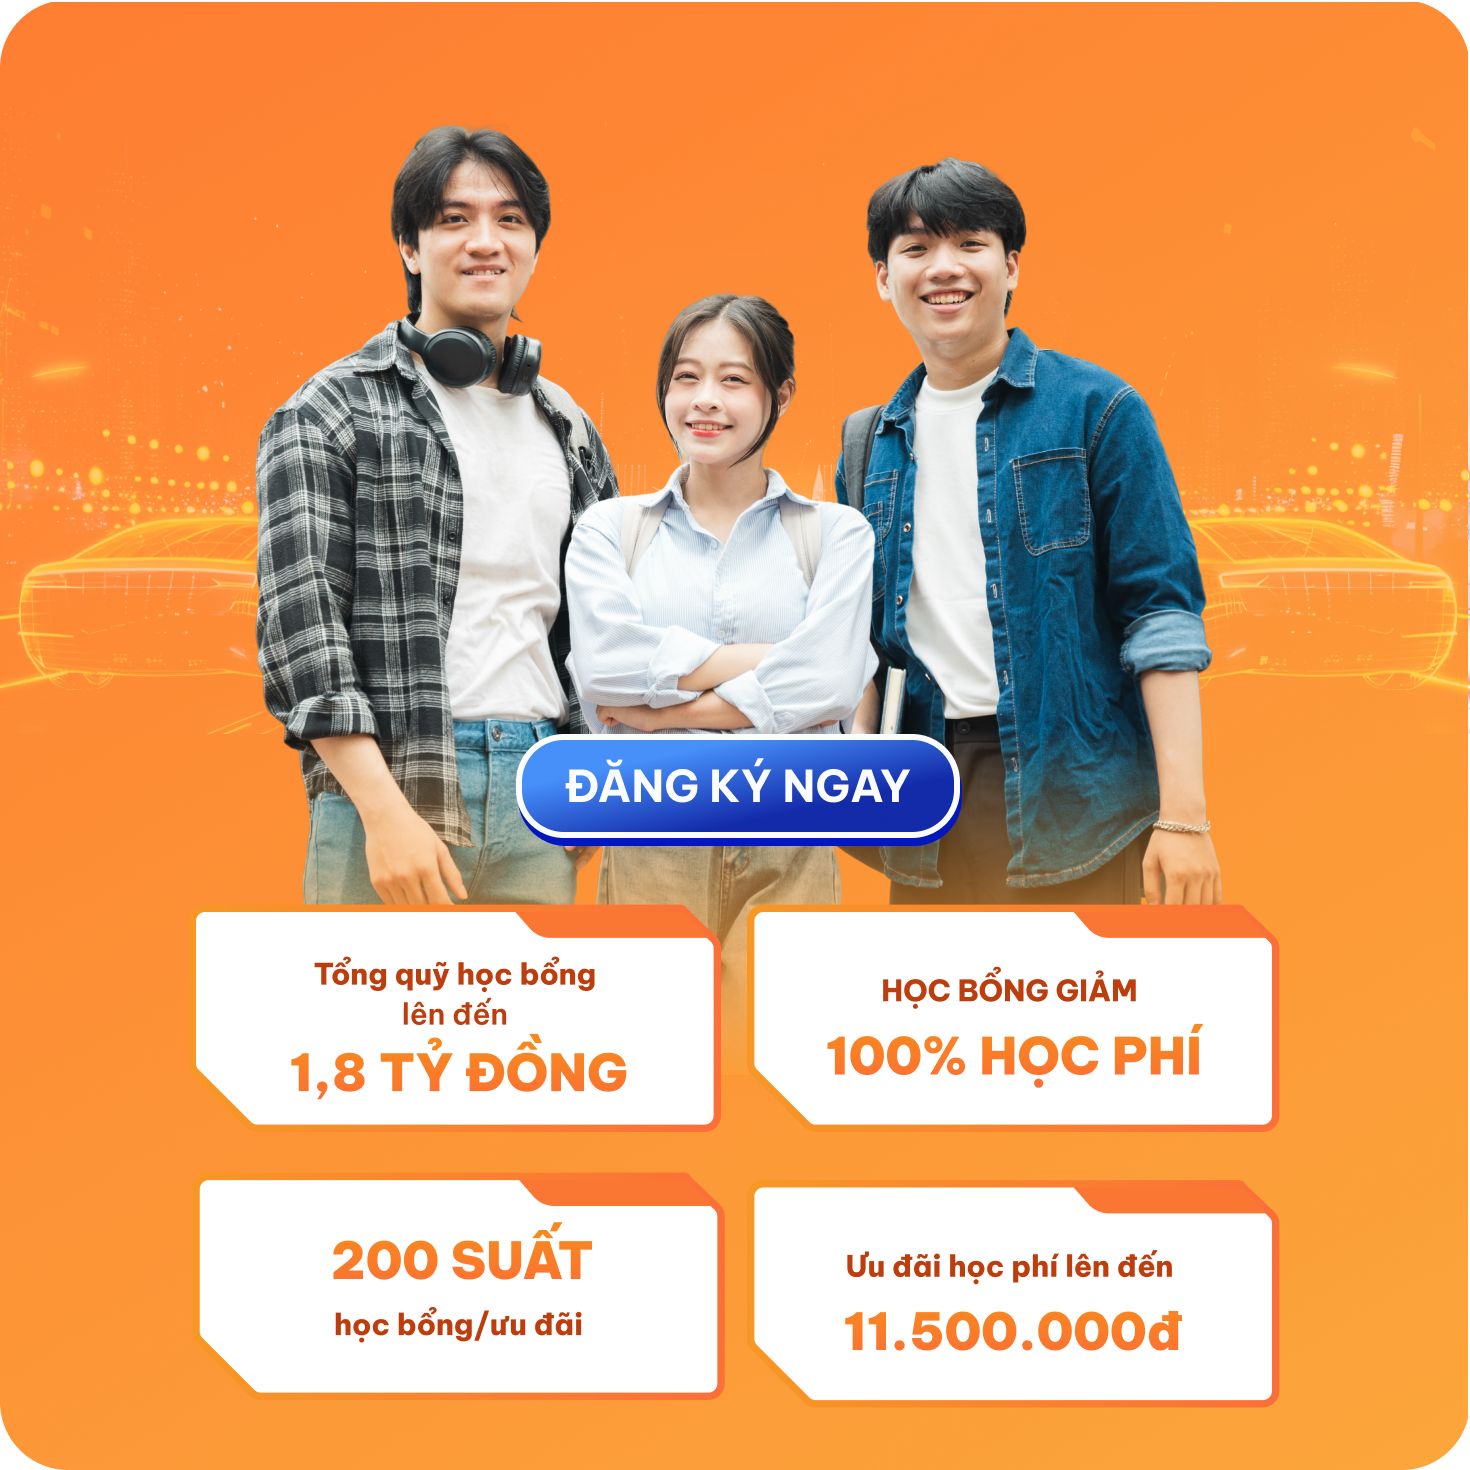 ĐĂNG KÝ NGAY
Tổng quỹ học bổng
lên đến
1,8 TỶ ĐỒNG
HỌC BỔNG GIẢM
100% HỌC PHÍ
200 SUẤT
học bổng/ưu đãi
Ưu đãi học phí lên đến
11.500.000đ